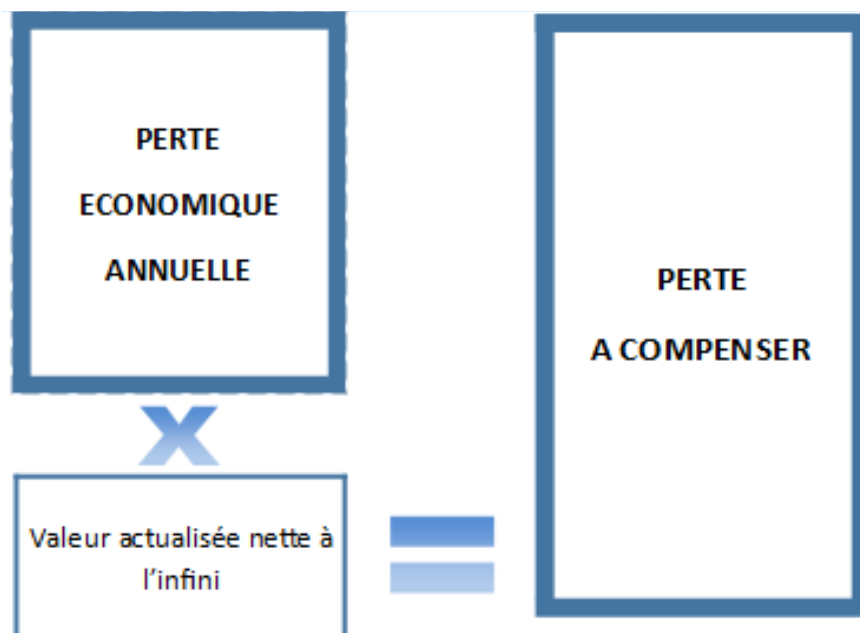 PERTE
ECONOMIQUE
ANNUELLE
Valeur actualisée nette à
l'infini
PERTE
A COMPENSER